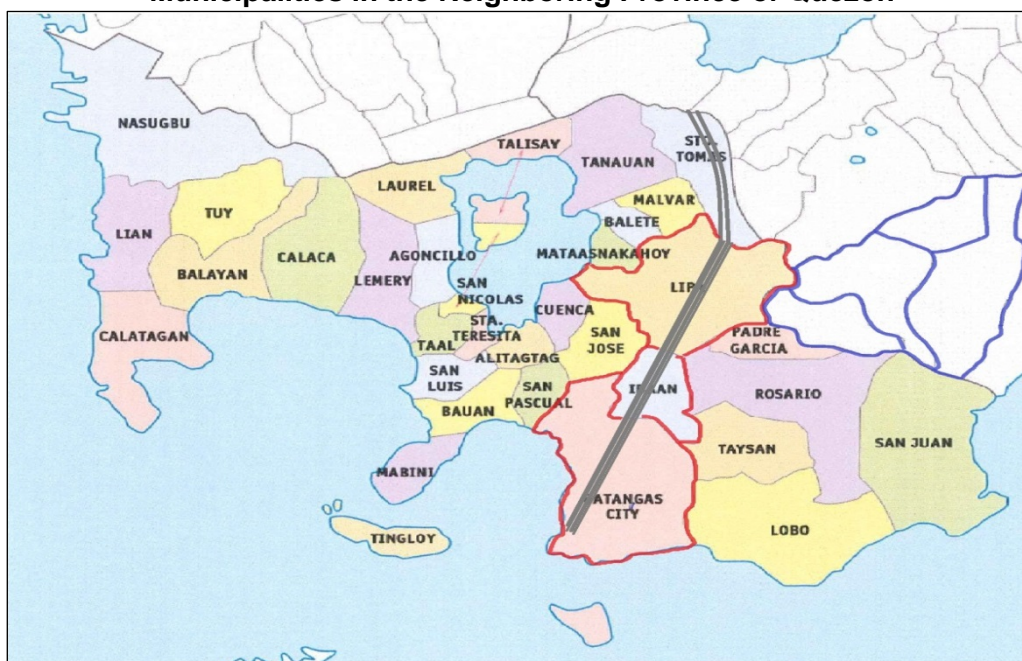 Municipalities in the Neighboring Province of Quezon
NASUGBU
TALISAY
TANAUAN
STO.
TOMAS
LAUREL
MALVAR
TUY
LIAN
BALETE
CALACA
AGONCILLO
MATAASNAKAHOY
BALAYAN
LEMERY
SAN
NICOLAS
LIP
CUENCA
CALATAGAN
STA.
TERESITA
TAAL
SAN
JOSE
PADRE
GARCIA
ALITAGTAG
SAN
LUIS
SAN
PASCUAL
ROSARIO
BAUAN
SAN JUAN
TAYSAN
MABINI
ATANGAS
CITY
LOBO
TINGLOY